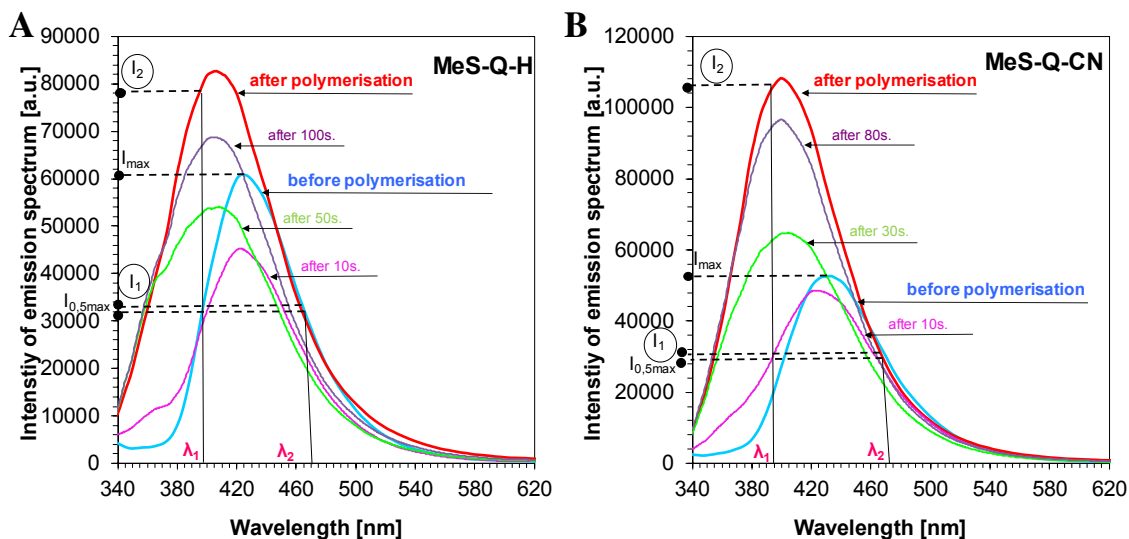 A
Intenstiy of emission spectrum [a.u.]
90000
80000
70000
60000
50000
40000
30000
20000
10000
0
I2
Imax
I1
I0,5max
MeS-Q-H
after polymerisation
after 100s.
before polymerisation
after 50s.
after 10s.
λ1
λ2
340 380 420 460 500 540 580 620
Wavelength [nm]
B
Intensity of emission spectrum [a.u.]
120000
100000
80000
60000
40000
20000
0
I2
Imax
I1
I0,5max
MeS-Q-CN
after polymerisation
after 80s.
after 30s.
before polymerisation
after 10s.
λ1
λ2
340 380 420 460 500 540 580 620
Wavelength [nm]